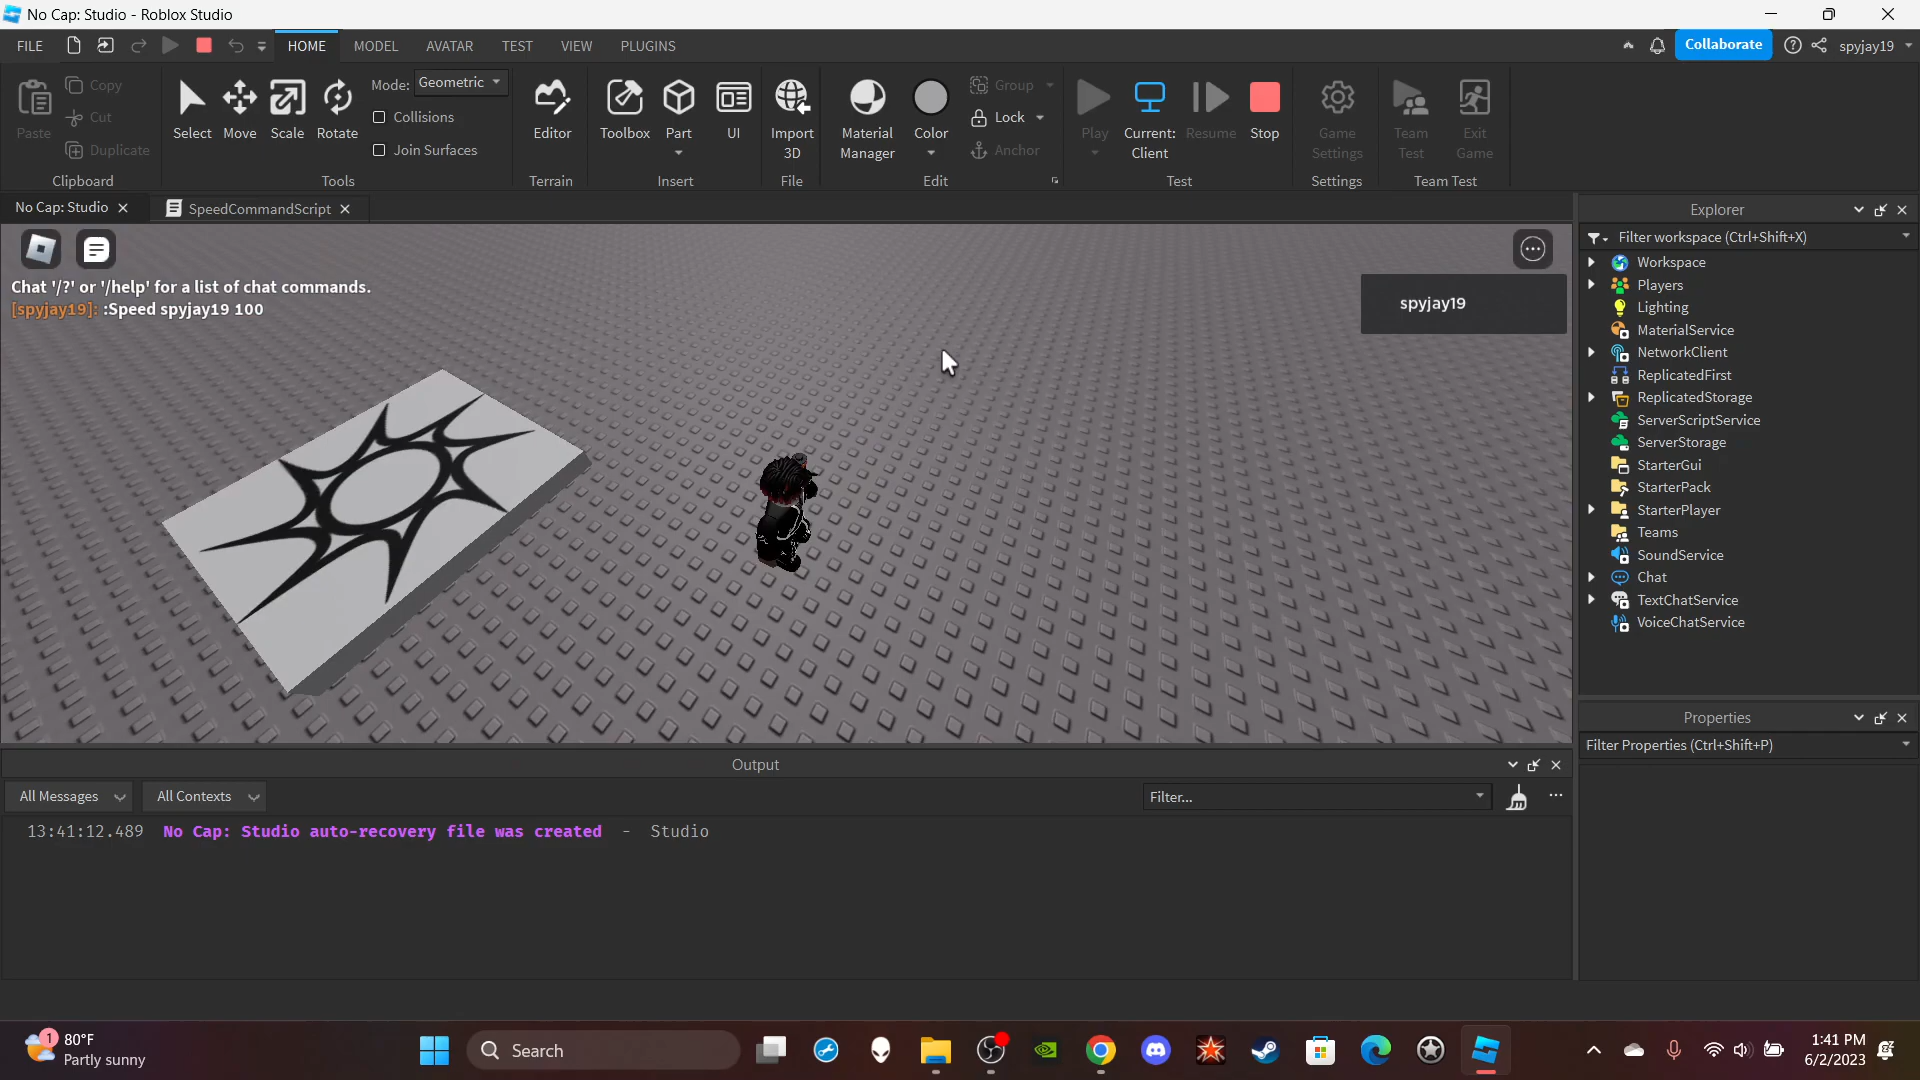 No Cap: Studio - Roblox Studio
FILE
HOME
MODEL
AVATAR
TEST
VIEW
PLUGINS
Collaborate
spyjay19
Paste
Copy
Cut
Duplicate
Clipboard
Select
Move
Scale
Rotate
Mode: Geometric
Collisions
Join Surfaces
Tools
Editor
Terrain
Toolbox
Part
UI
Insert
Import
3D
File
Material
Manager
Color
Group
Lock
Anchor
Edit
Play
Current:
Client
Resume
Stop
Test
Game
Settings
Settings
Team
Test
Exit
Game
Team Test
No Cap: Studio
SpeedCommandScript
Chat '/?' or '/help' for a list of chat commands.
[spyjay19]: :Speed spyjay19 100
spyjay19
Explorer
Filter workspace (Ctrl+Shift+X)
Workspace
Players
Lighting
MaterialService
NetworkClient
ReplicatedFirst
ReplicatedStorage
ServerScriptService
ServerStorage
StarterGui
StarterPack
StarterPlayer
Teams
SoundService
Chat
TextChatService
VoiceChatService
Properties
Filter Properties (Ctrl+Shift+P)
Output
All Messages
All Contexts
Filter...
13:41:12.489 No Cap: Studio auto-recovery file was created - Studio
1
80°F
Partly sunny
Search
1:41 PM
6/2/2023